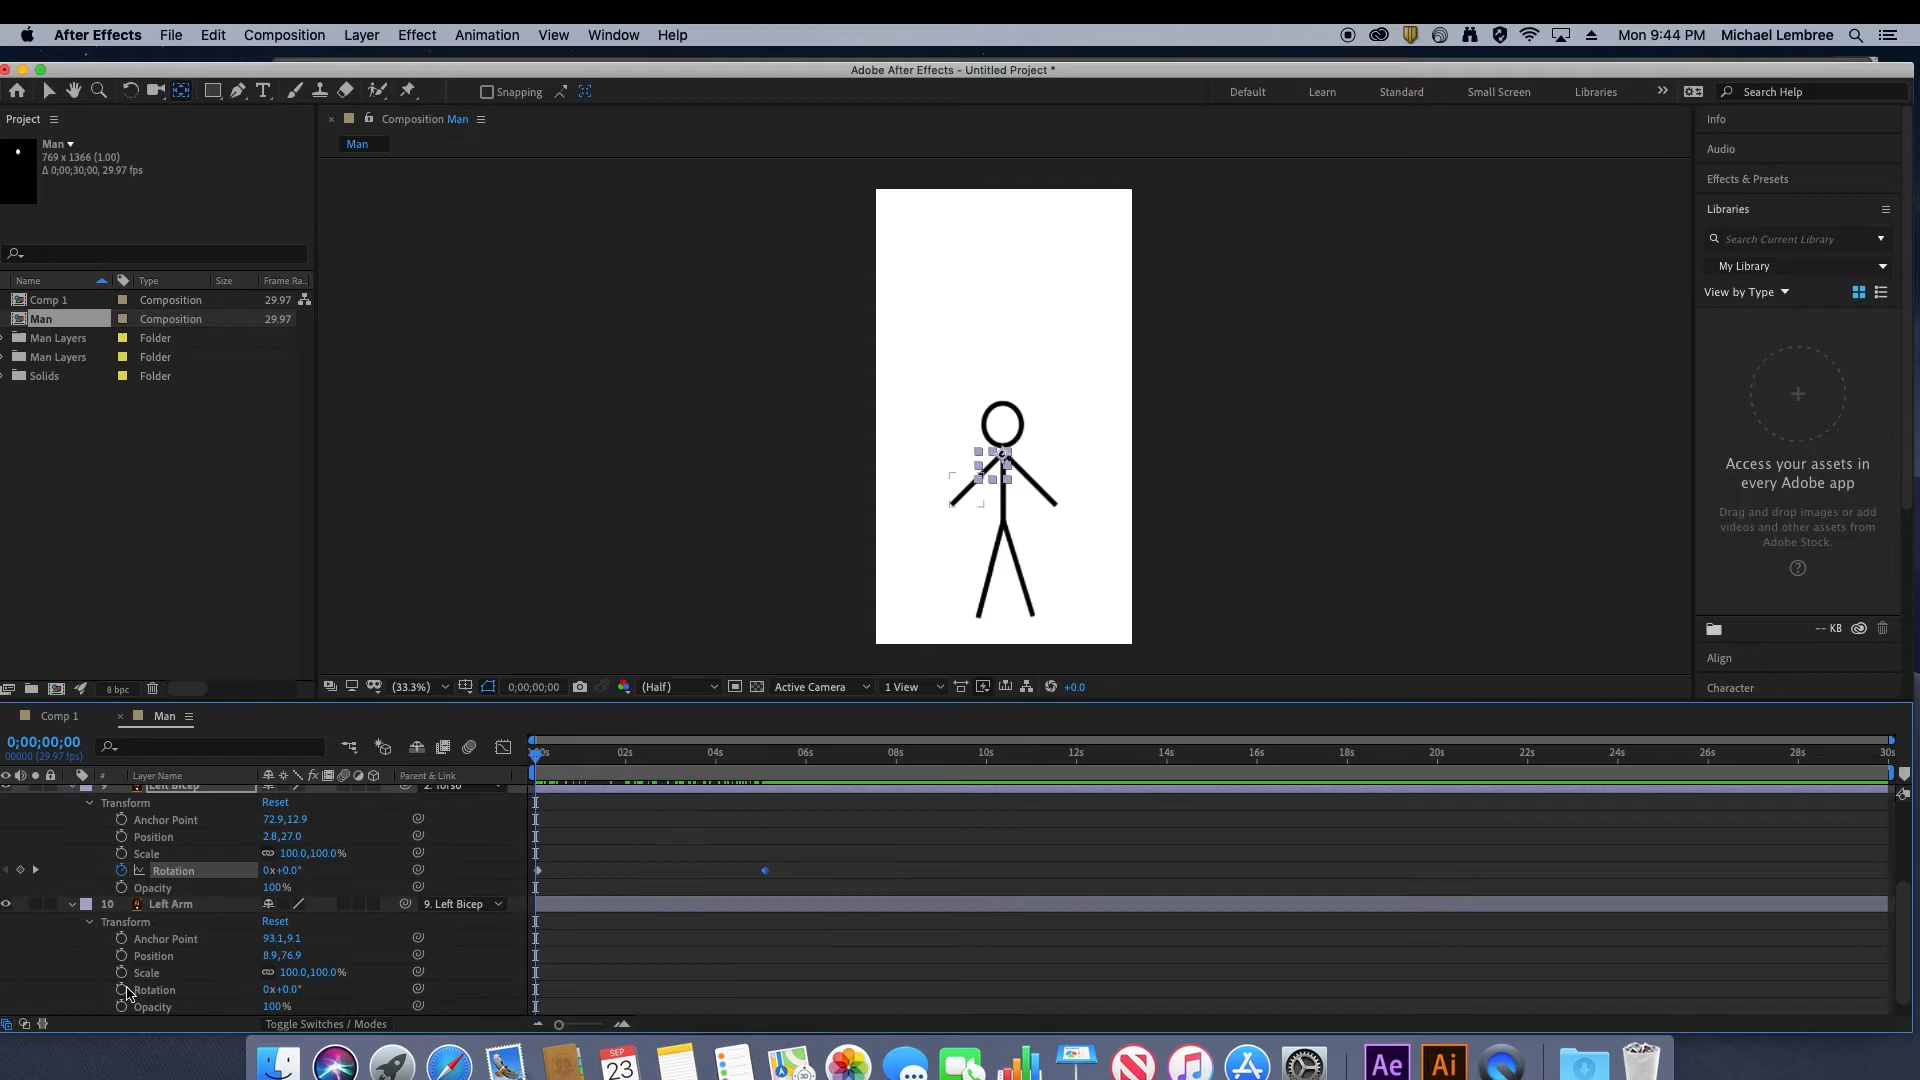 After Effects File Edit Composition Layer Effect Animation View Window Help Mon 9:44 PM Michael Lembree
Adobe After Effects - Untitled Project *
Snapping Default Learn Standard Small Screen Libraries Search Help
Project
Man
769 x 1366 (1.00)
Δ 0;00;30;00, 29.97 fps
Composition Man
Man
Info
Audio
Effects & Presets
Libraries
Search Current Library
My Library
View by Type
Name Type Size Frame Ra...
Comp 1 Composition 29.97
Man Composition 29.97
Man Layers Folder
Man Layers Folder
Solids Folder
+
Access your assets in
every Adobe app
Drag and drop images or add
videos and other assets from
Adobe Stock.
?
-- KB
Align
Character
8 bpc
(33.3%) 0;00;00;00 (Half) Active Camera 1 View +0.0
Comp 1 Man
0;00;00;00
00000 (29.97 fps)
02s 04s 06s 08s 10s 12s 14s 16s 18s 20s 22s 24s 26s 28s 30s
# Layer Name fx Parent & Link
9 Left Bicep 2. Torso
Transform Reset
Anchor Point 72.9,12.9
Position 2.8,27.0
Scale 100.0,100.0%
Rotation 0x+0.0°
Opacity 100%
10 Left Arm 9. Left Bicep
Transform Reset
Anchor Point 93.1,9.1
Position 8.9,76.9
Scale 100.0,100.0%
Rotation 0x+0.0°
Opacity 100%
Toggle Switches / Modes
SEP
23
Ae Ai